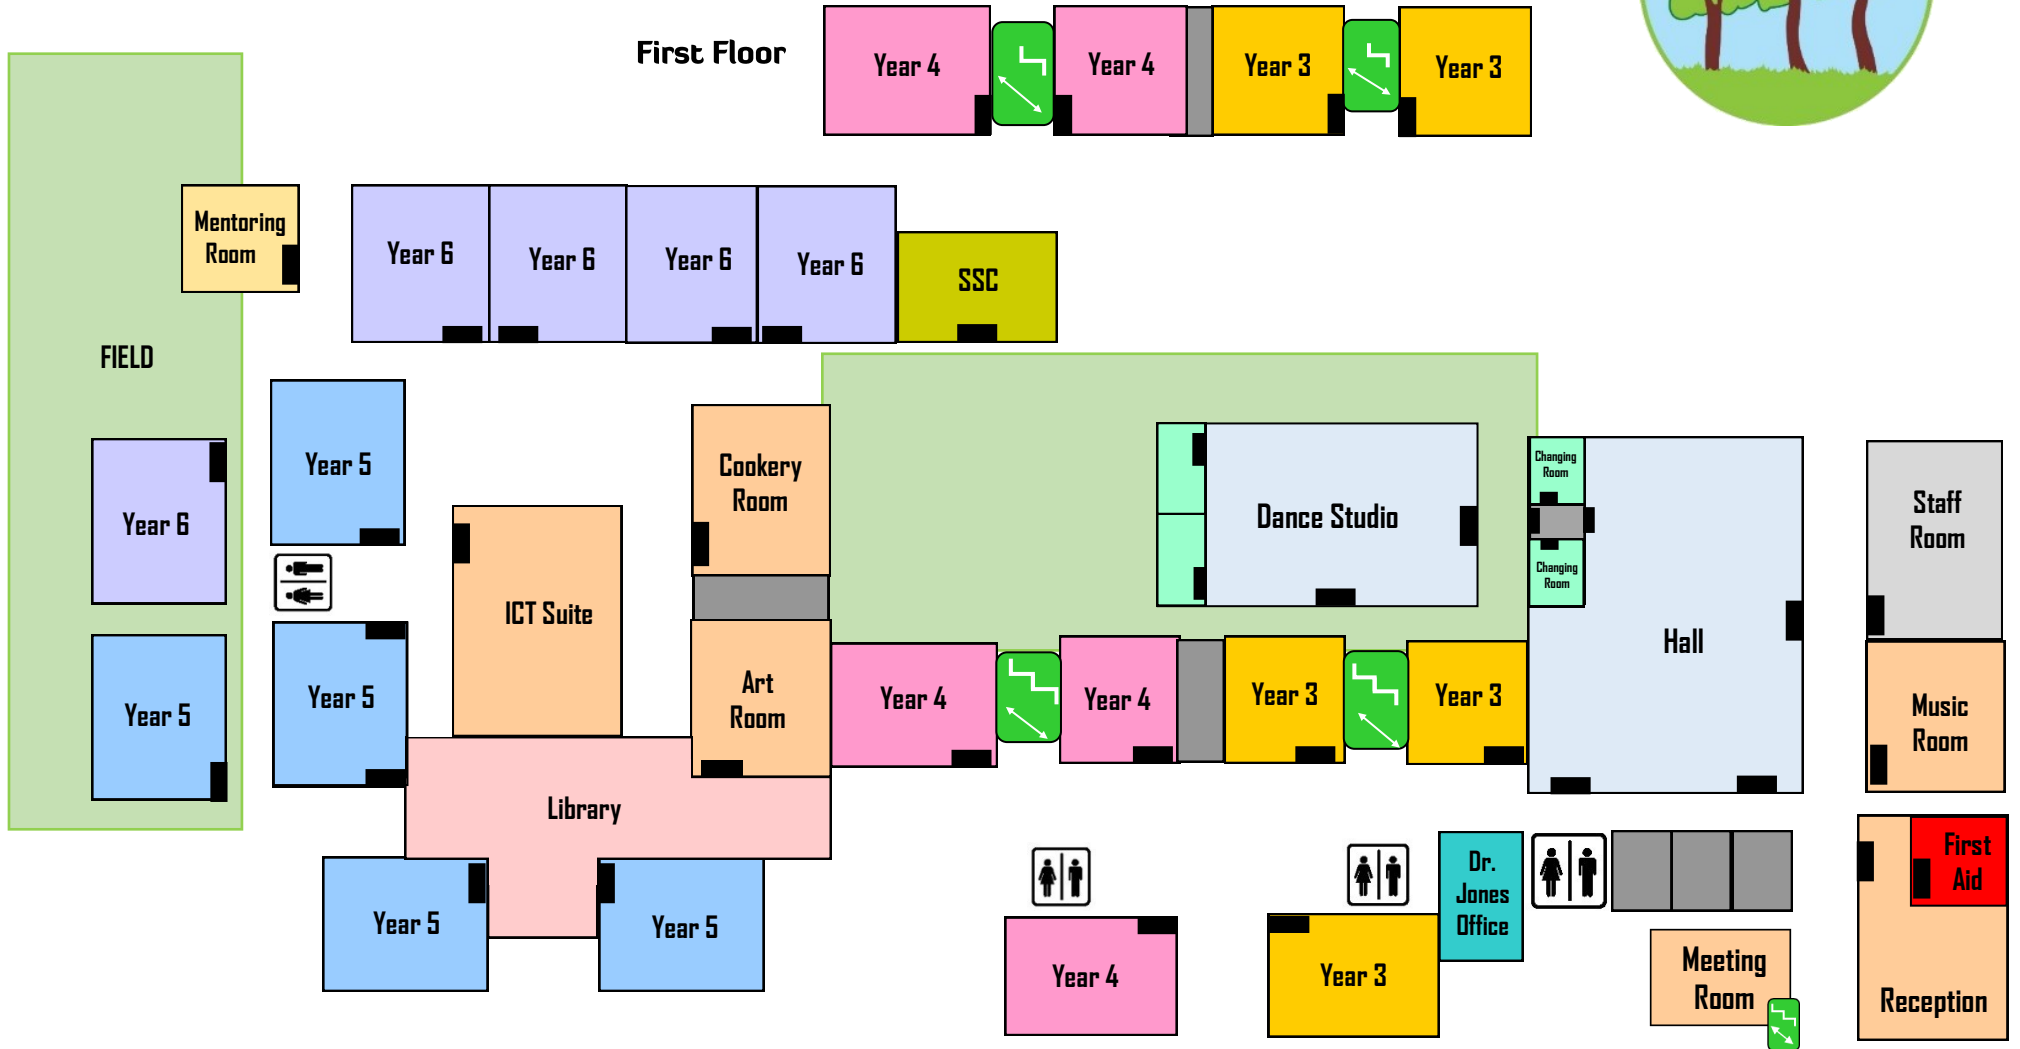 First Floor
Year 4
Year 4
Year 3
Year 3
Mentoring
Room
Year 6
Year 6
Year 6
Year 6
SSC
FIELD
Year 5
Cookery
Room
Year 6
ICT Suite
Dance Studio
Changing
Room
Changing
Room
Hall
Staff
Room
Year 5
Year 5
Art
Room
Year 4
Year 4
Year 3
Year 3
Music
Room
Library
Year 5
Year 5
Year 4
Year 3
Dr.
Jones
Office
Meeting
Room
First
Aid
Reception